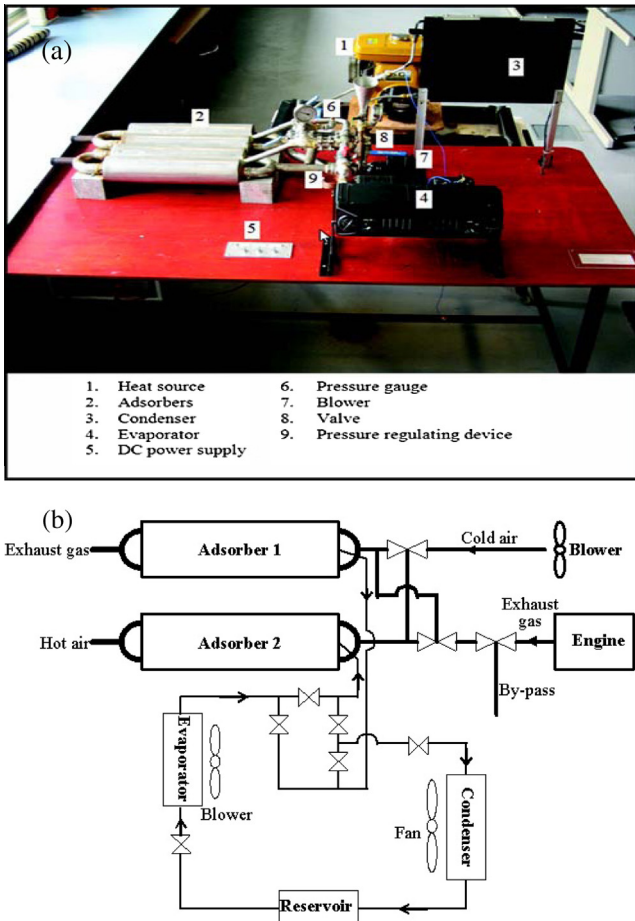 (a)
1
3
2
6
8
7
9
4
5
1. Heat source
2. Adsorbers
3. Condenser
4. Evaporator
5. DC power supply
6. Pressure gauge
7. Blower
8. Valve
9. Pressure regulating device
(b)
Exhaust gas
Adsorber 1
Cold air
Blower
Hot air
Adsorber 2
Exhaust
gas
Engine
By-pass
Evaporator
Blower
Fan
Condenser
Reservoir